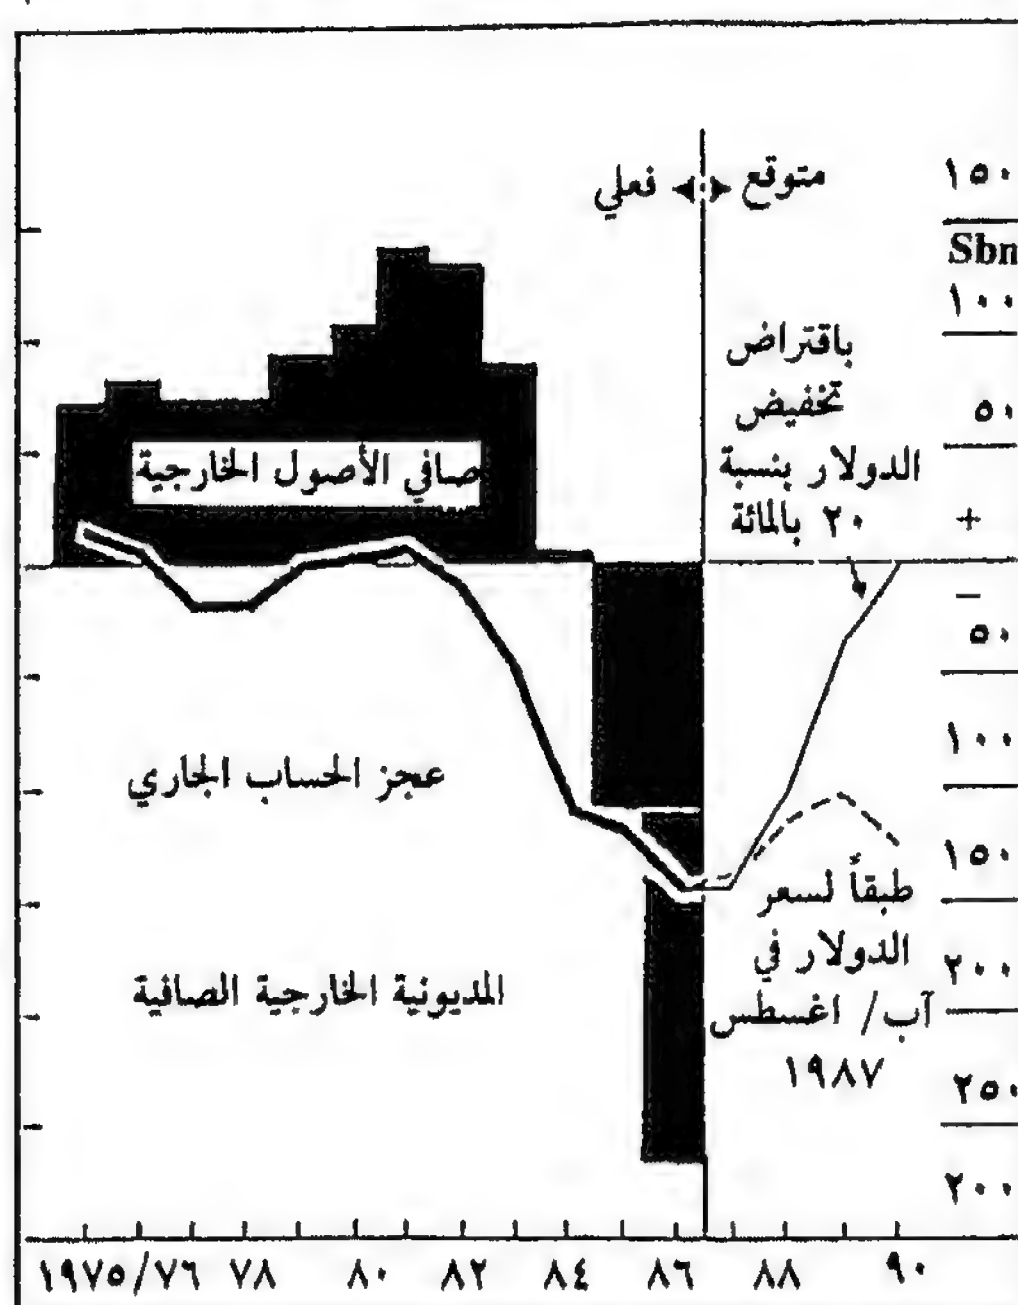 فعلي
متوقع
١٥٠
Sbn
١٠٠
باقتراض
تخفيض
الدولار بنسبة
٢٠ بالمائة
٥٠
+
صافي الأصول الخارجية
–
٥٠
عجز الحساب الجاري
١٠٠
١٥٠
طبقاً لسعر
الدولار في
آب/ اغسطس
١٩٨٧
المديونية الخارجية الصافية
٢٠٠
٢٥٠
٢٠٠
١٩٧٥/٧٦ ٧٨ ٨٠ ٨٢ ٨٤ ٨٦ ٨٨ ٩٠